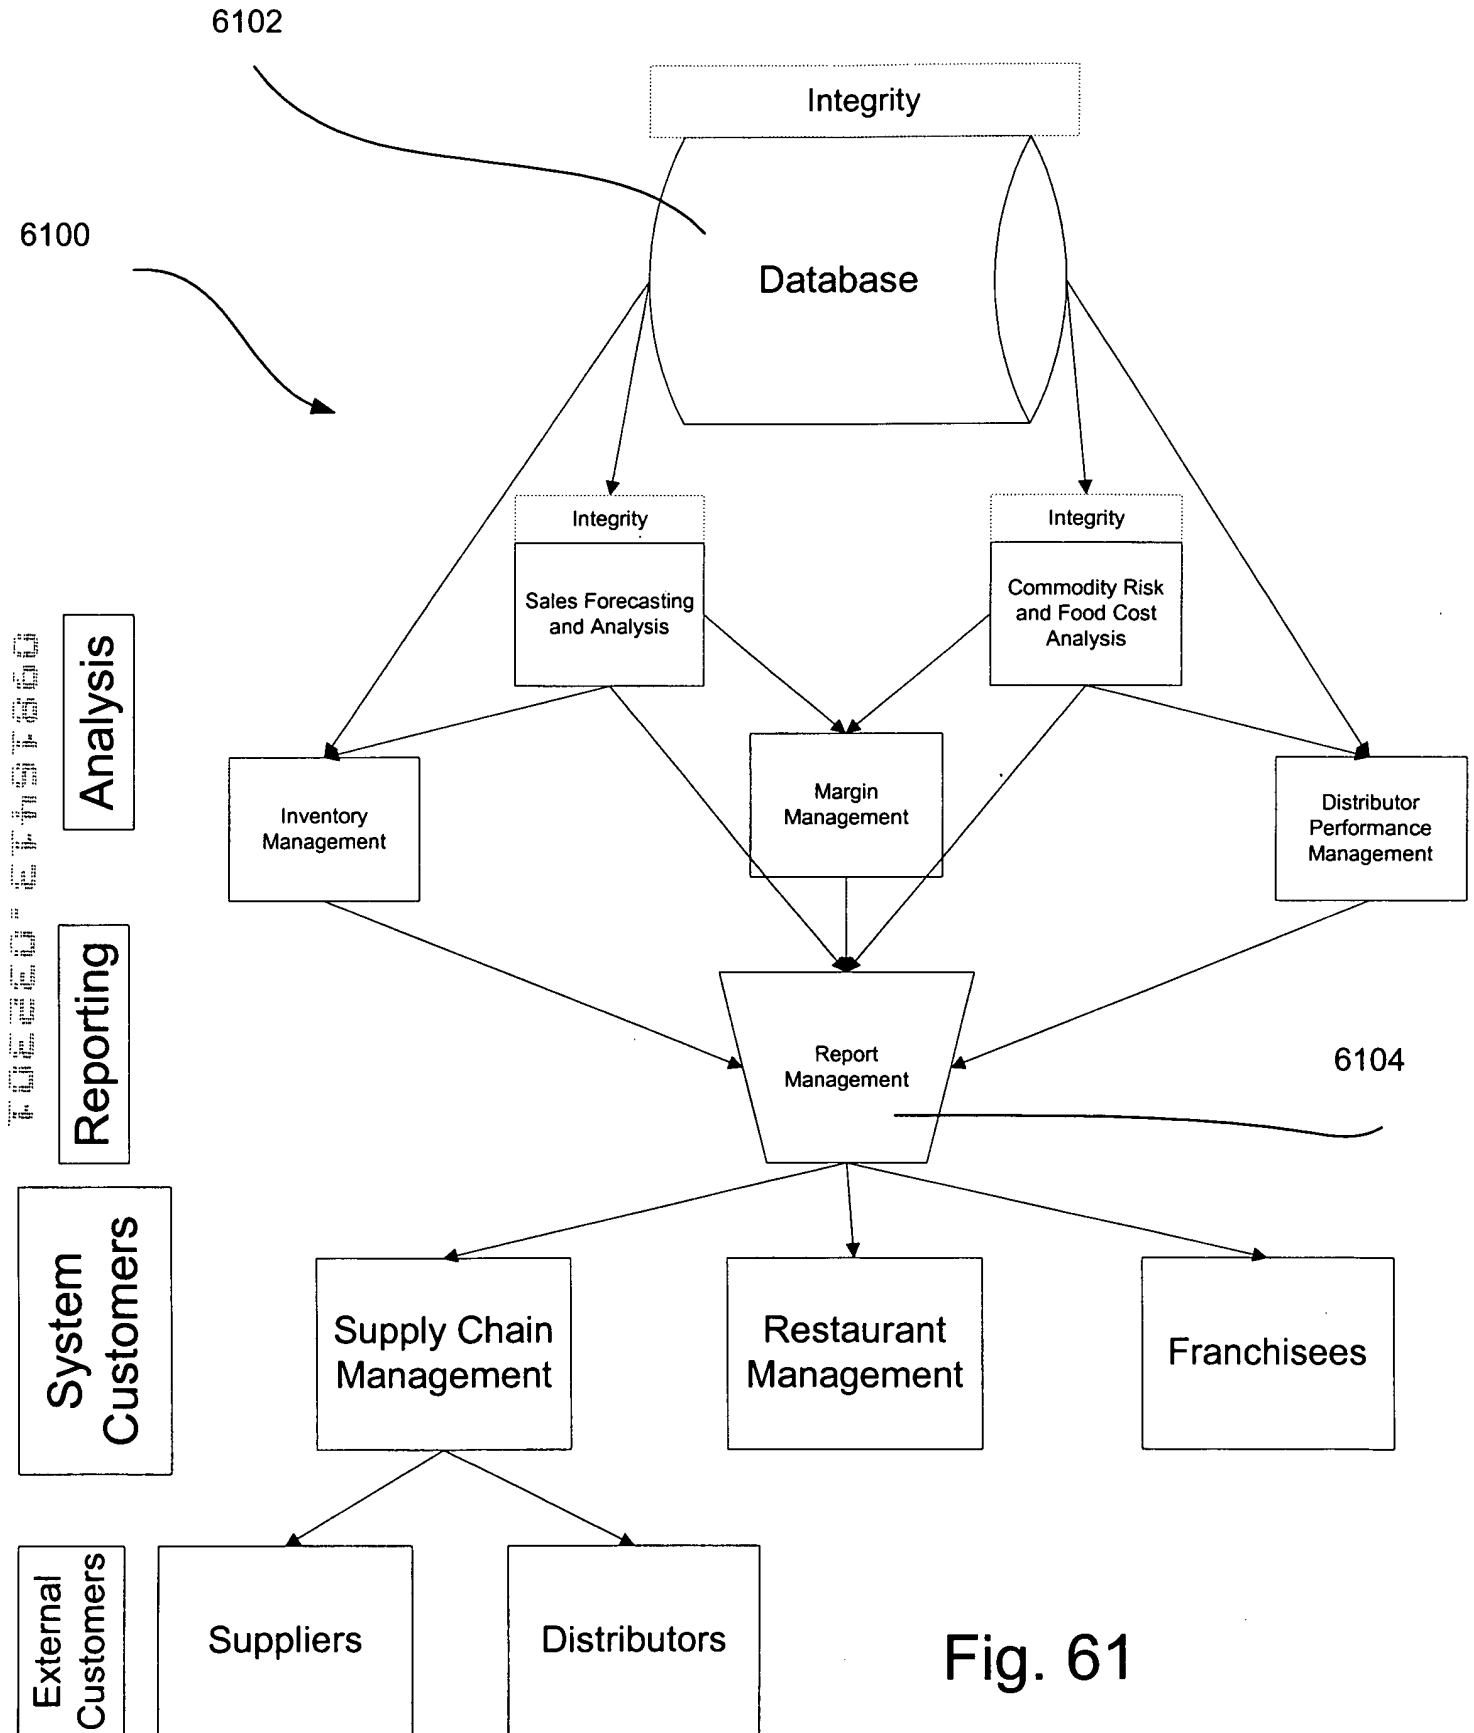 6102
Integrity
6100
Database
Integrity
Integrity
Sales Forecasting
and Analysis
Commodity Risk
and Food Cost
Analysis
Analysis
Inventory
Management
Margin
Management
Distributor
Performance
Management
Reporting
Report
Management
6104
System
Customers
Supply Chain
Management
Restaurant
Management
Franchisees
External
Customers
Suppliers
Distributors
Fig. 61